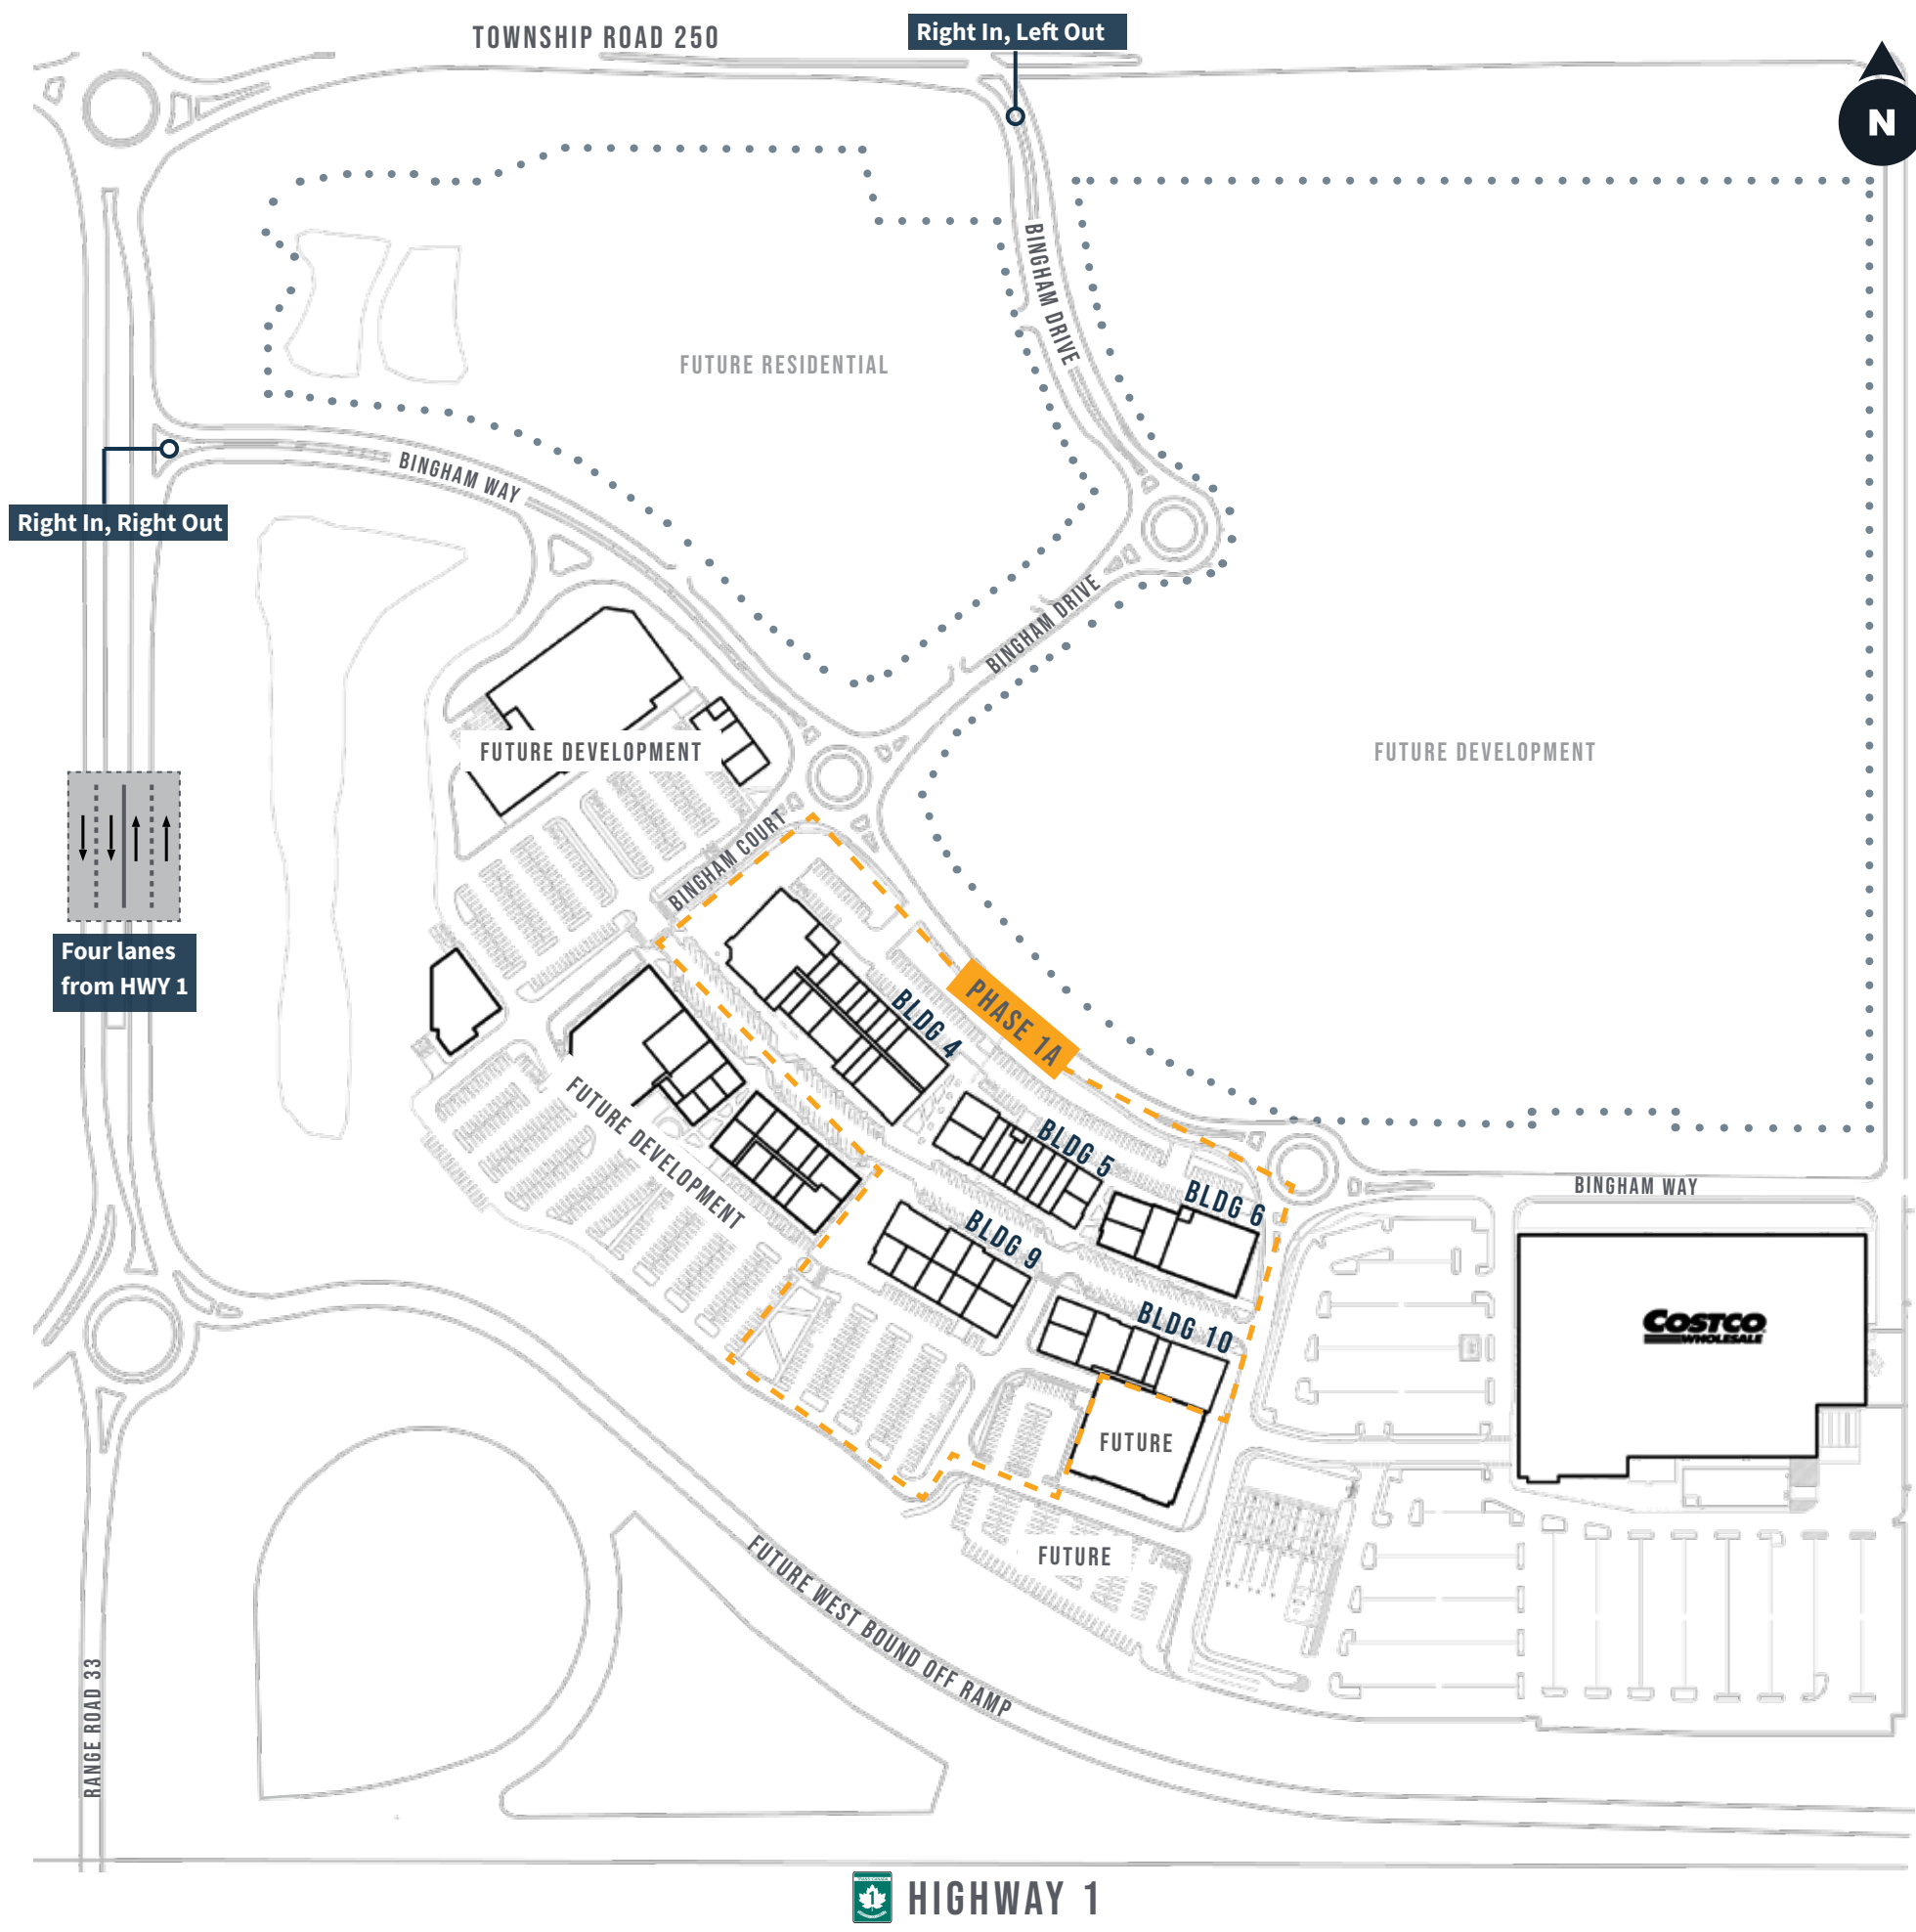 TOWNSHIP ROAD 250
Right In, Left Out
N
BINGHAM DRIVE
FUTURE RESIDENTIAL
BINGHAM WAY
Right In, Right Out
BINGHAM DRIVE
FUTURE DEVELOPMENT
FUTURE DEVELOPMENT
BINGHAM COURT
Four lanes
from HWY 1
BLDG 4
PHASE 1A
FUTURE DEVELOPMENT
BLDG 5
BLDG 6
BINGHAM WAY
BLDG 9
BLDG 10
COSTCO
WHOLESALE
FUTURE
FUTURE
FUTURE WEST BOUND OFF RAMP
RANGE ROAD 33
1
HIGHWAY 1